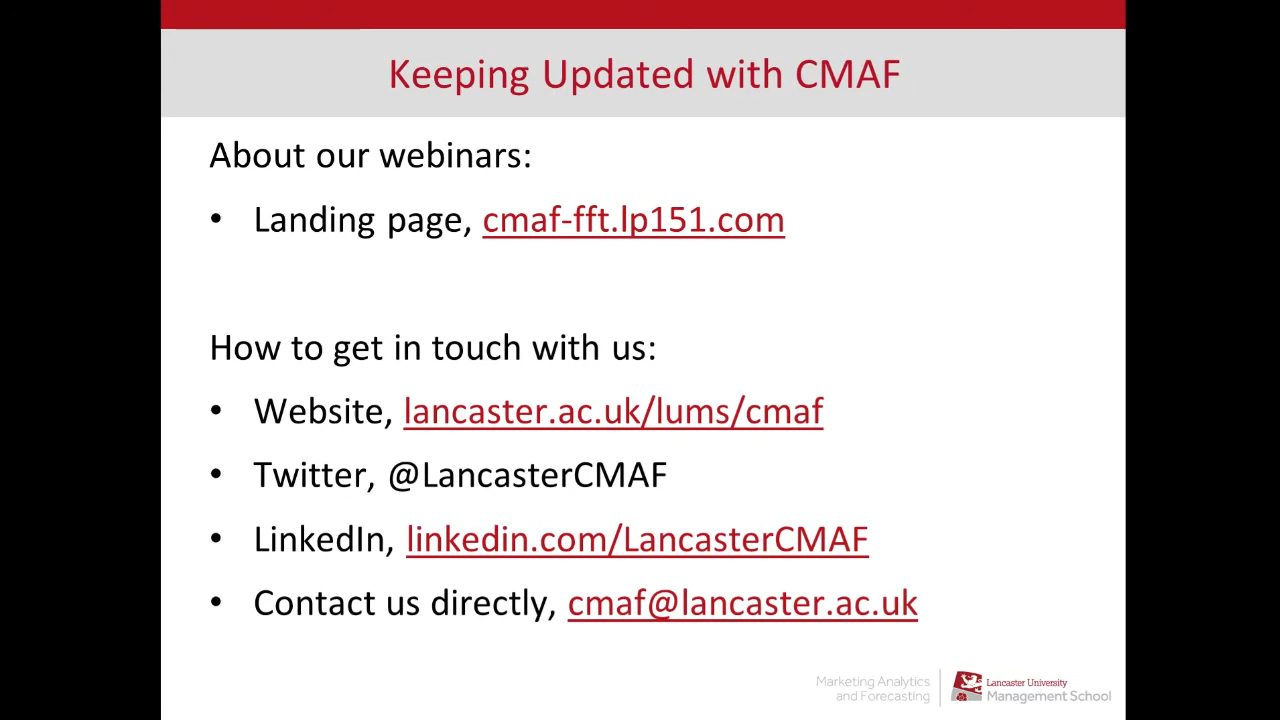 Keeping Updated with CMAF
About our webinars:
• Landing page, cmaf-fft.lp151.com
How to get in touch with us:
• Website, lancaster.ac.uk/lums/cmaf
• Twitter, @LancasterCMAF
• LinkedIn, linkedin.com/LancasterCMAF
• Contact us directly, cmaf@lancaster.ac.uk
Marketing Analytics
and Forecasting
Lancaster University
Management School